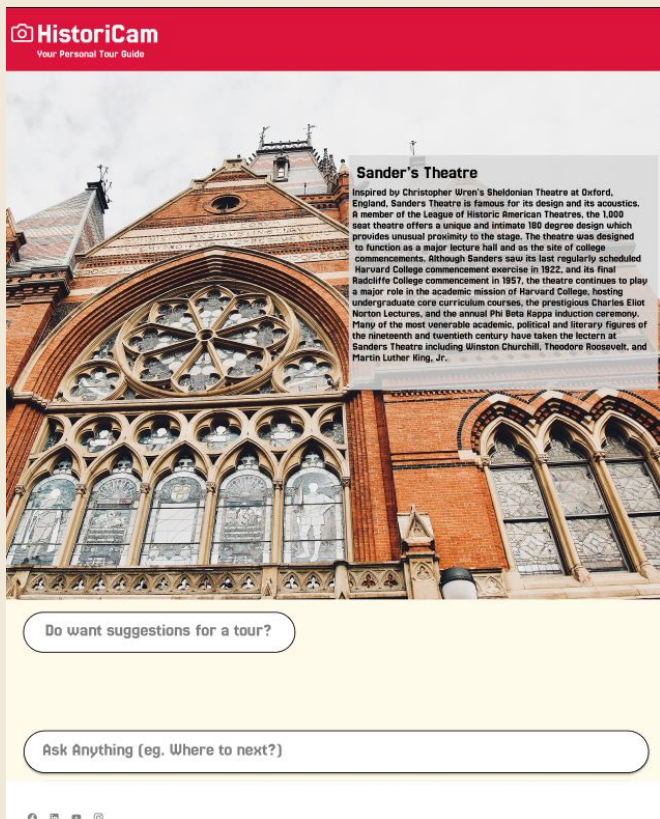 HistoriCam
Your Personal Tour Guide
Sander's Theatre
Inspired by Christopher Wren's Sheldonian Theatre at Oxford,
England, Sanders Theatre is famous for its design and its acoustics.
A member of the League of Historic American Theatres, the 1,000
seat theatre offers a unique and intimate 180 degree design which
provides unusual proximity to the stage. The theatre was designed
to function as a major lecture hall and as the site of college
commencements. Although Sanders saw its last regularly scheduled
Harvard College commencement exercise in 1922, and its final
Radcliffe College commencement in 1957, the theatre continues to play
a major role in the academic mission of Harvard College, hosting
undergraduate core curriculum courses, the prestigious Charles Eliot
Norton Lectures, and the annual Phi Beta Kappa induction ceremony.
Many of the most venerable academic, political and literary figures of
the nineteenth and twentieth century have taken the lectern at
Sanders Theatre including Winston Churchill, Theodore Roosevelt, and
Martin Luther King, Jr.
Do want suggestions for a tour?
Ask Anything (eg. Where to next?)